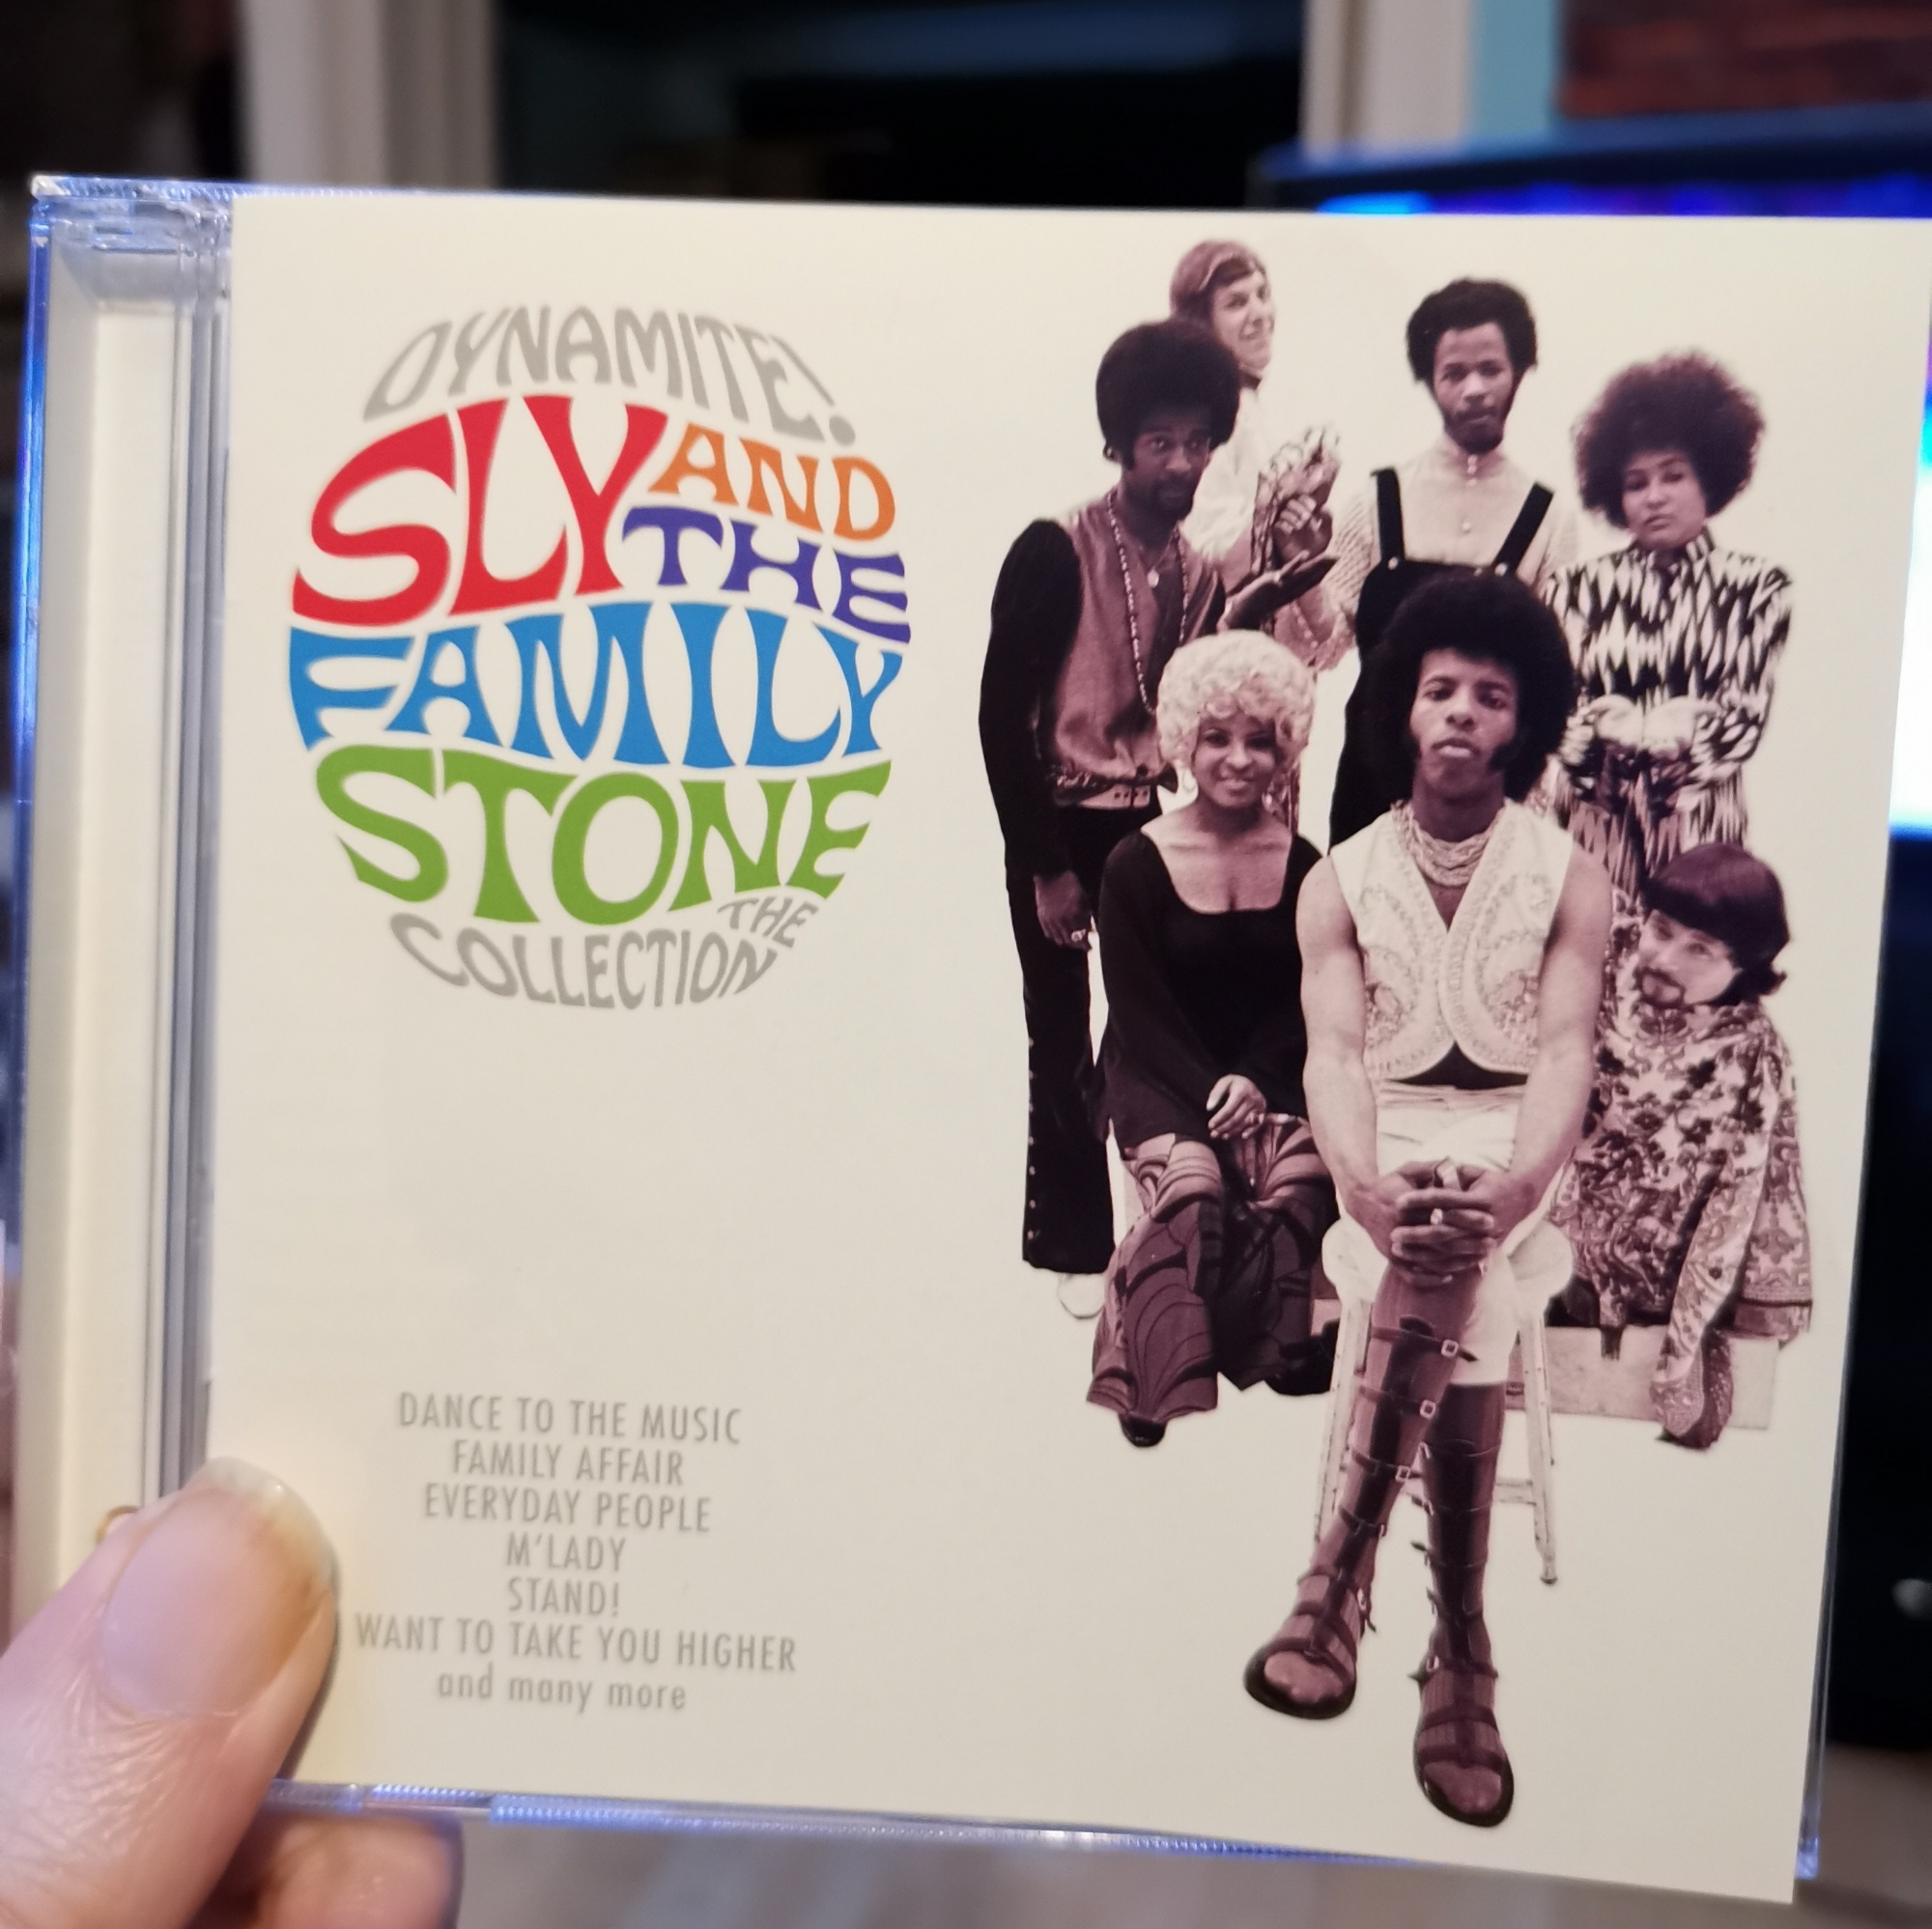 DYNAMITE!
SLY AND
THE
FAMILY
STONE
THE
COLLECTION
DANCE TO THE MUSIC
FAMILY AFFAIR
EVERYDAY PEOPLE
M'LADY
STAND!
WANT TO TAKE YOU HIGHER
and many more